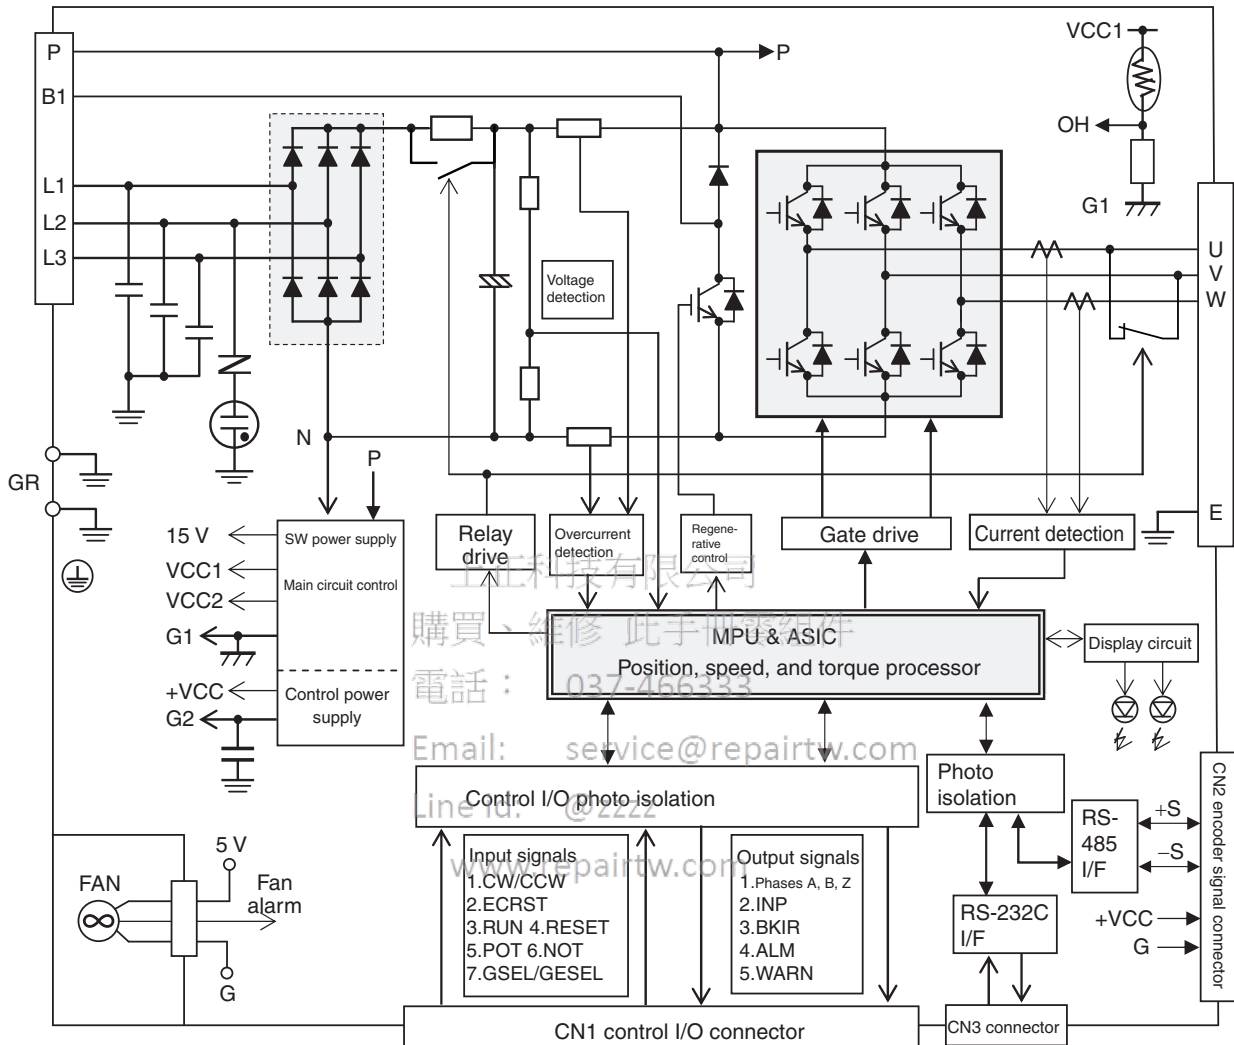 P
B1
L1
L2
L3
P
VCC1
OH
G1
U
V
W
E
Voltage
detection
N
P
GR
15 V
VCC1
VCC2
G1
+VCC
G2
SW power supply
Main circuit control
Control power
supply
Relay
drive
Overcurrent
detection
Regene-
rative
control
Gate drive
Current detection
MPU & ASIC
Position, speed, and torque processor
Display circuit
上正科技有限公司
購買、維修 此手冊零組件
電話： 037-466333
Email: service@repairtw.com
Line id: @zzzz
www.repairtw.com
Control I/O photo isolation
Photo
isolation
RS-
485
I/F
+S
−S
+VCC
G
CN2 encoder signal connector
RS-232C
I/F
Input signals
1.CW/CCW
2.ECRST
3.RUN 4.RESET
5.POT 6.NOT
7.GSEL/GESEL
Output signals
1.Phases A, B, Z
2.INP
3.BKIR
4.ALM
5.WARN
5 V
FAN
Fan
alarm
G
CN1 control I/O connector
CN3 connector